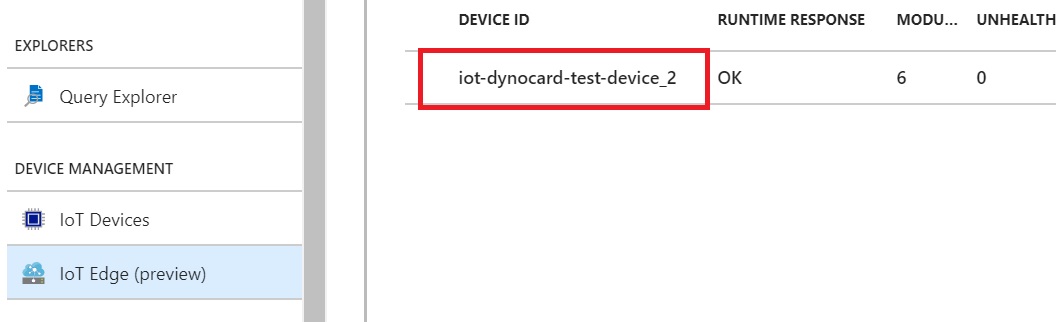 EXPLORERS
Query Explorer
DEVICE MANAGEMENT
IoT Devices
IoT Edge (preview)
DEVICE ID RUNTIME RESPONSE MODU... UNHEALTH
iot-dynocard-test-device_2 OK 6 0